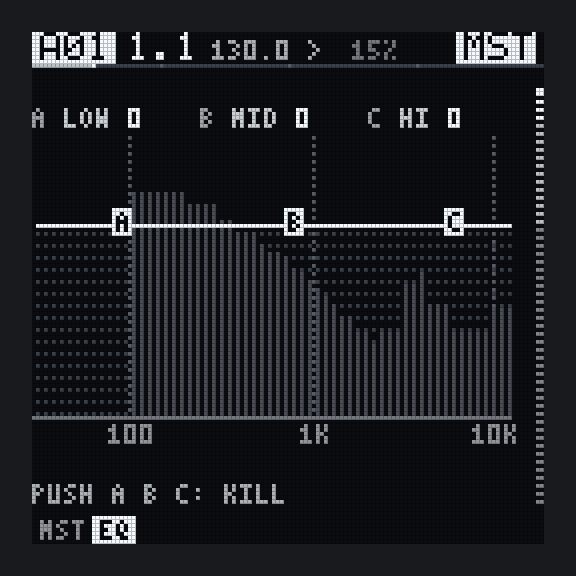 A01 1.1 130.0 > 15% MST
A LOW 0 B MID 0 C HI 0
A B C
100 1K 10K
PUSH A B C: KILL
MST EQ